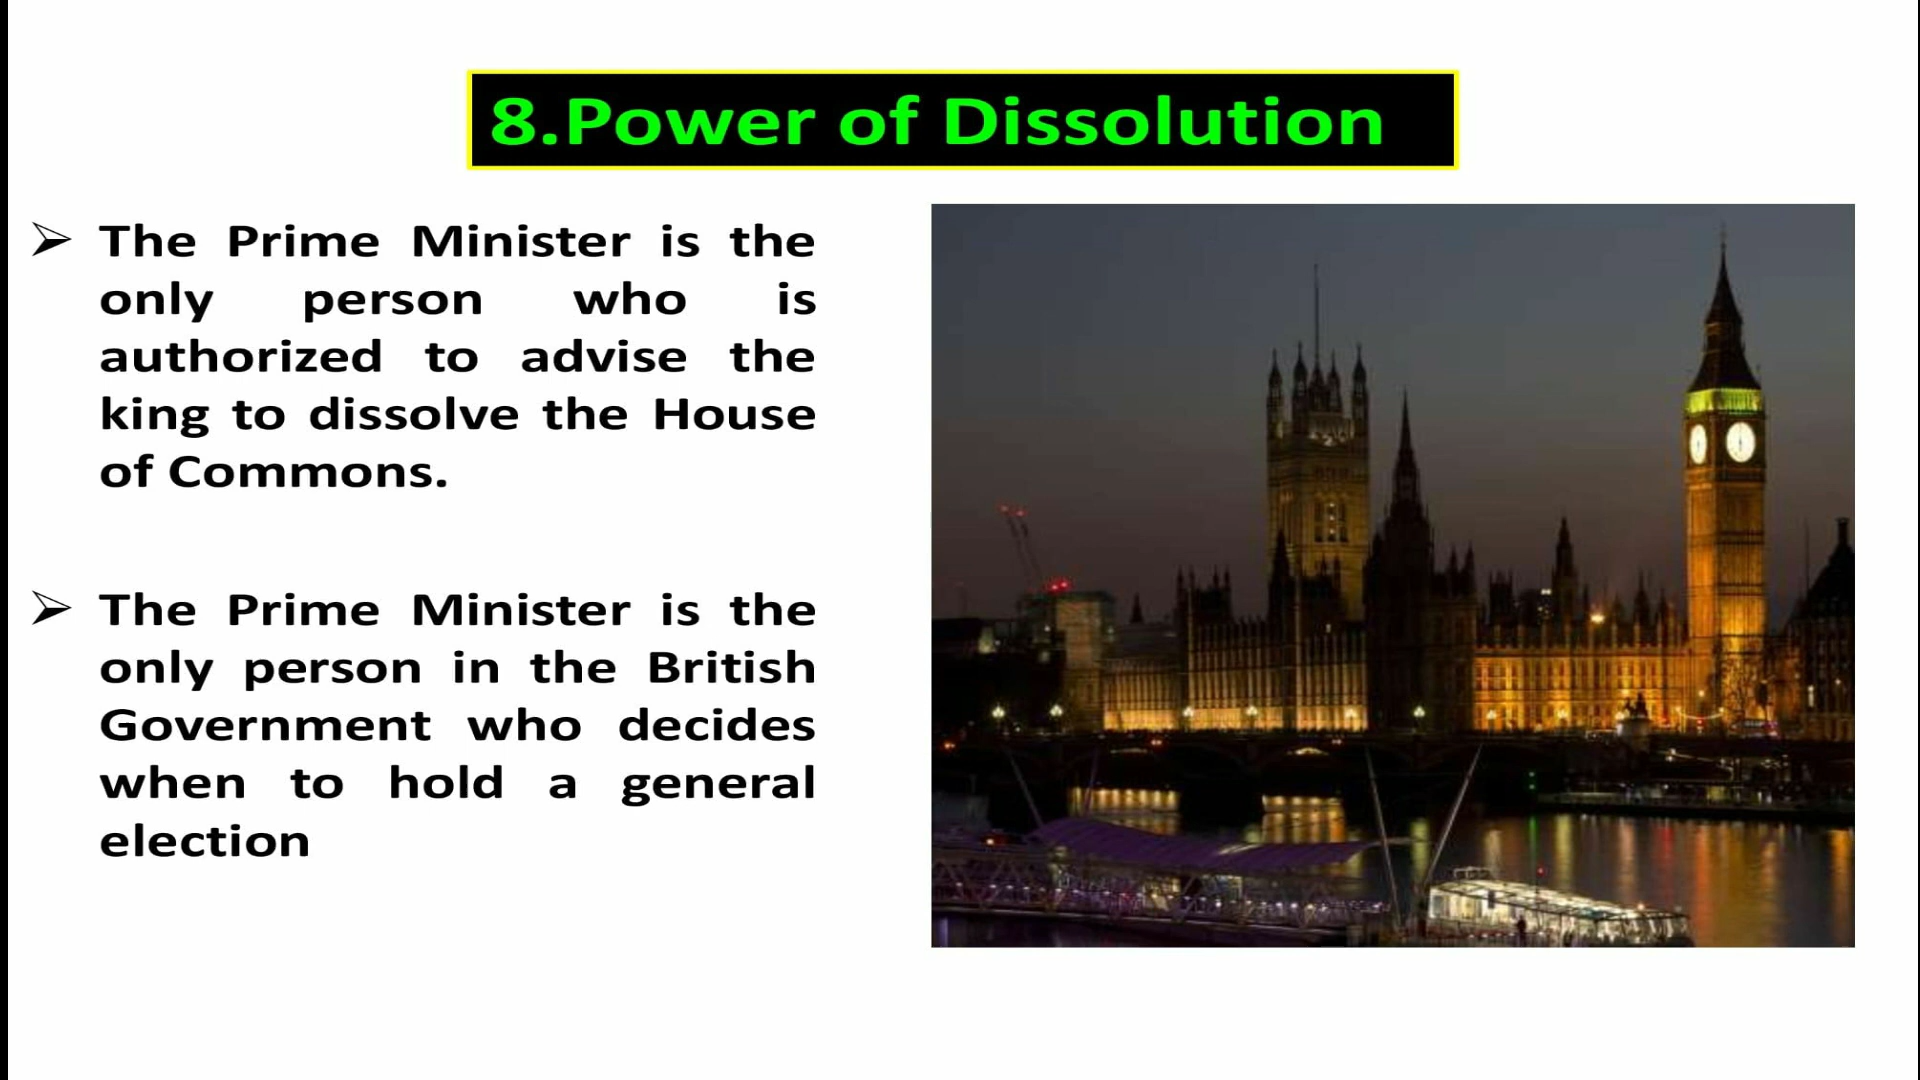 8.Power of Dissolution
➢ The Prime Minister is the
only person who is
authorized to advise the
king to dissolve the House
of Commons.
➢ The Prime Minister is the
only person in the British
Government who decides
when to hold a general
election